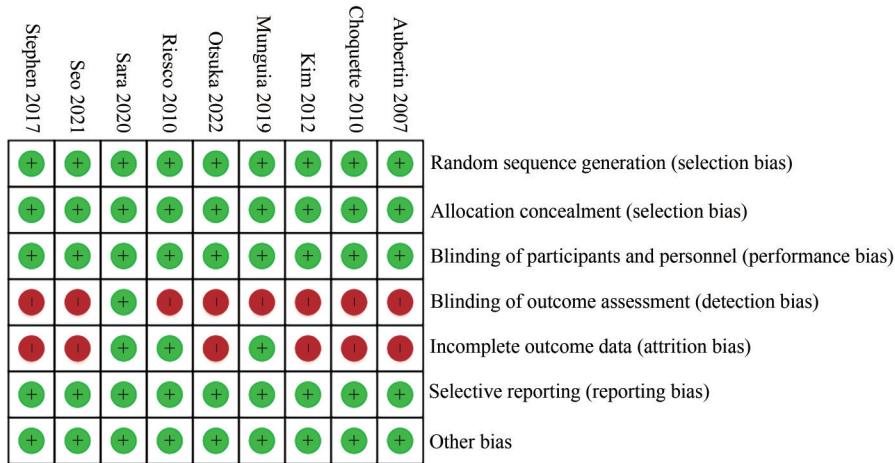 Stephen 2017
Seo 2021
Sara 2020
Riesco 2010
Otsuka 2022
Munguia 2019
Kim 2012
Choquette 2010
Aubertin 2007
+ + + + + + + + + Random sequence generation (selection bias)
+ + + + + + + + + Allocation concealment (selection bias)
+ + + + + + + + + Blinding of participants and personnel (performance bias)
− − + − − − − − − Blinding of outcome assessment (detection bias)
− − + + − + − − − Incomplete outcome data (attrition bias)
+ + + + + + + + + Selective reporting (reporting bias)
+ + + + + + + + + Other bias